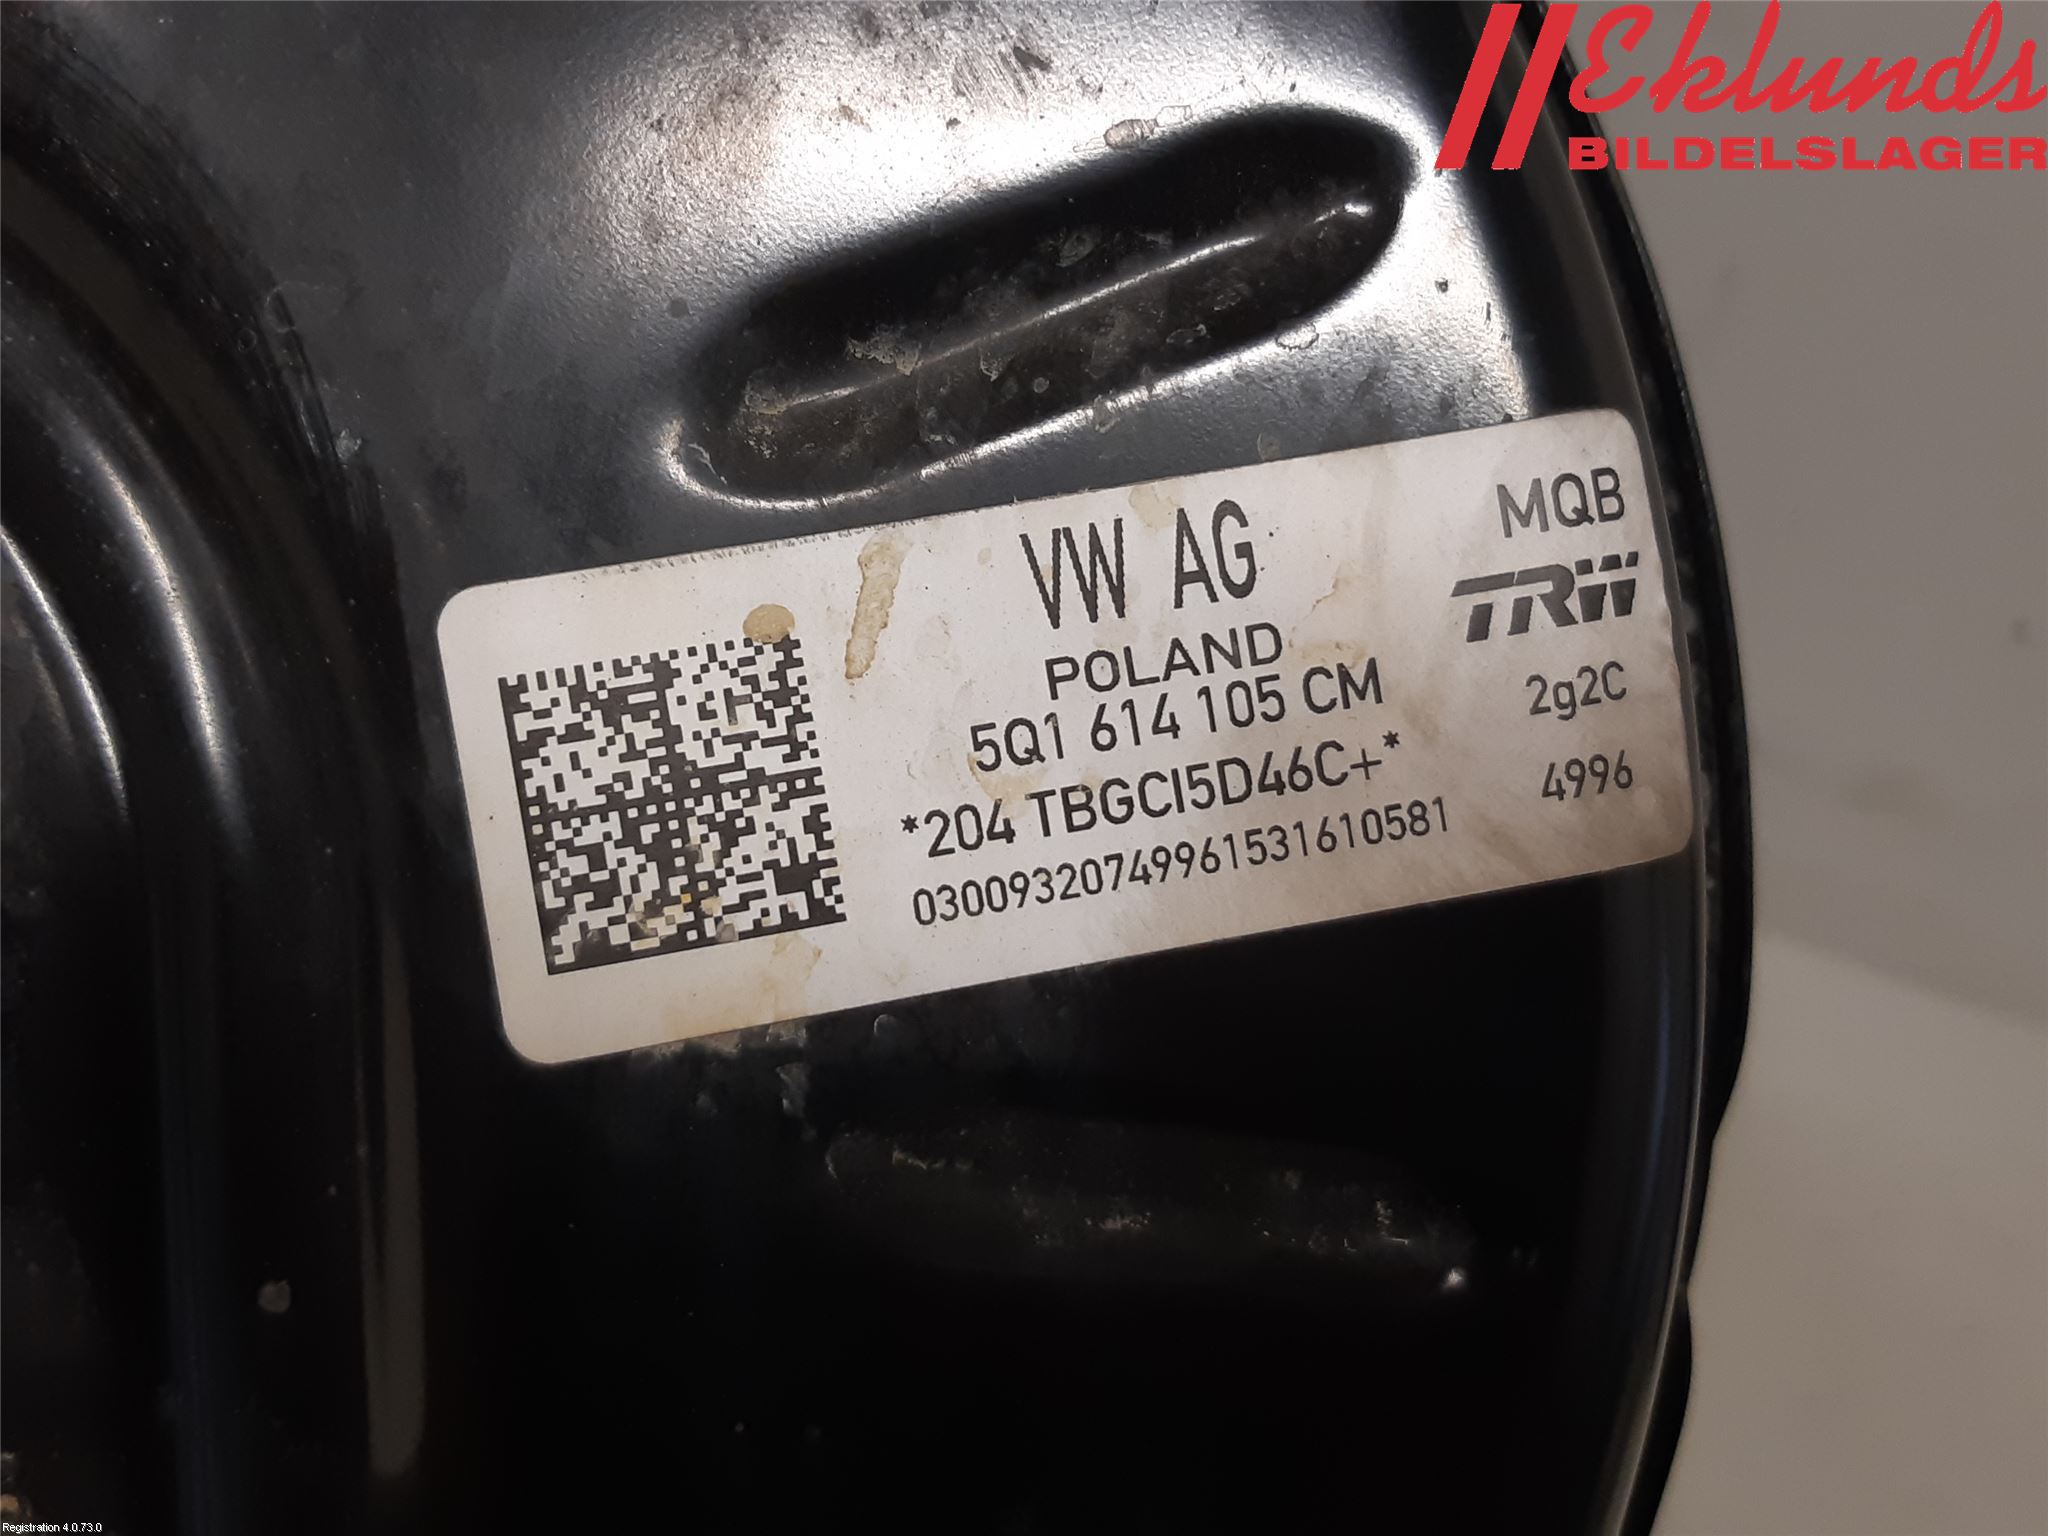 Eklunds
BILDELSLAGER
VW AG
POLAND
5Q1 614 105 CM
*204 TBGCI5D46C+*
03009320749961531610581
MQB
TRW
2g2C
4996
Registration 4.0.73.0